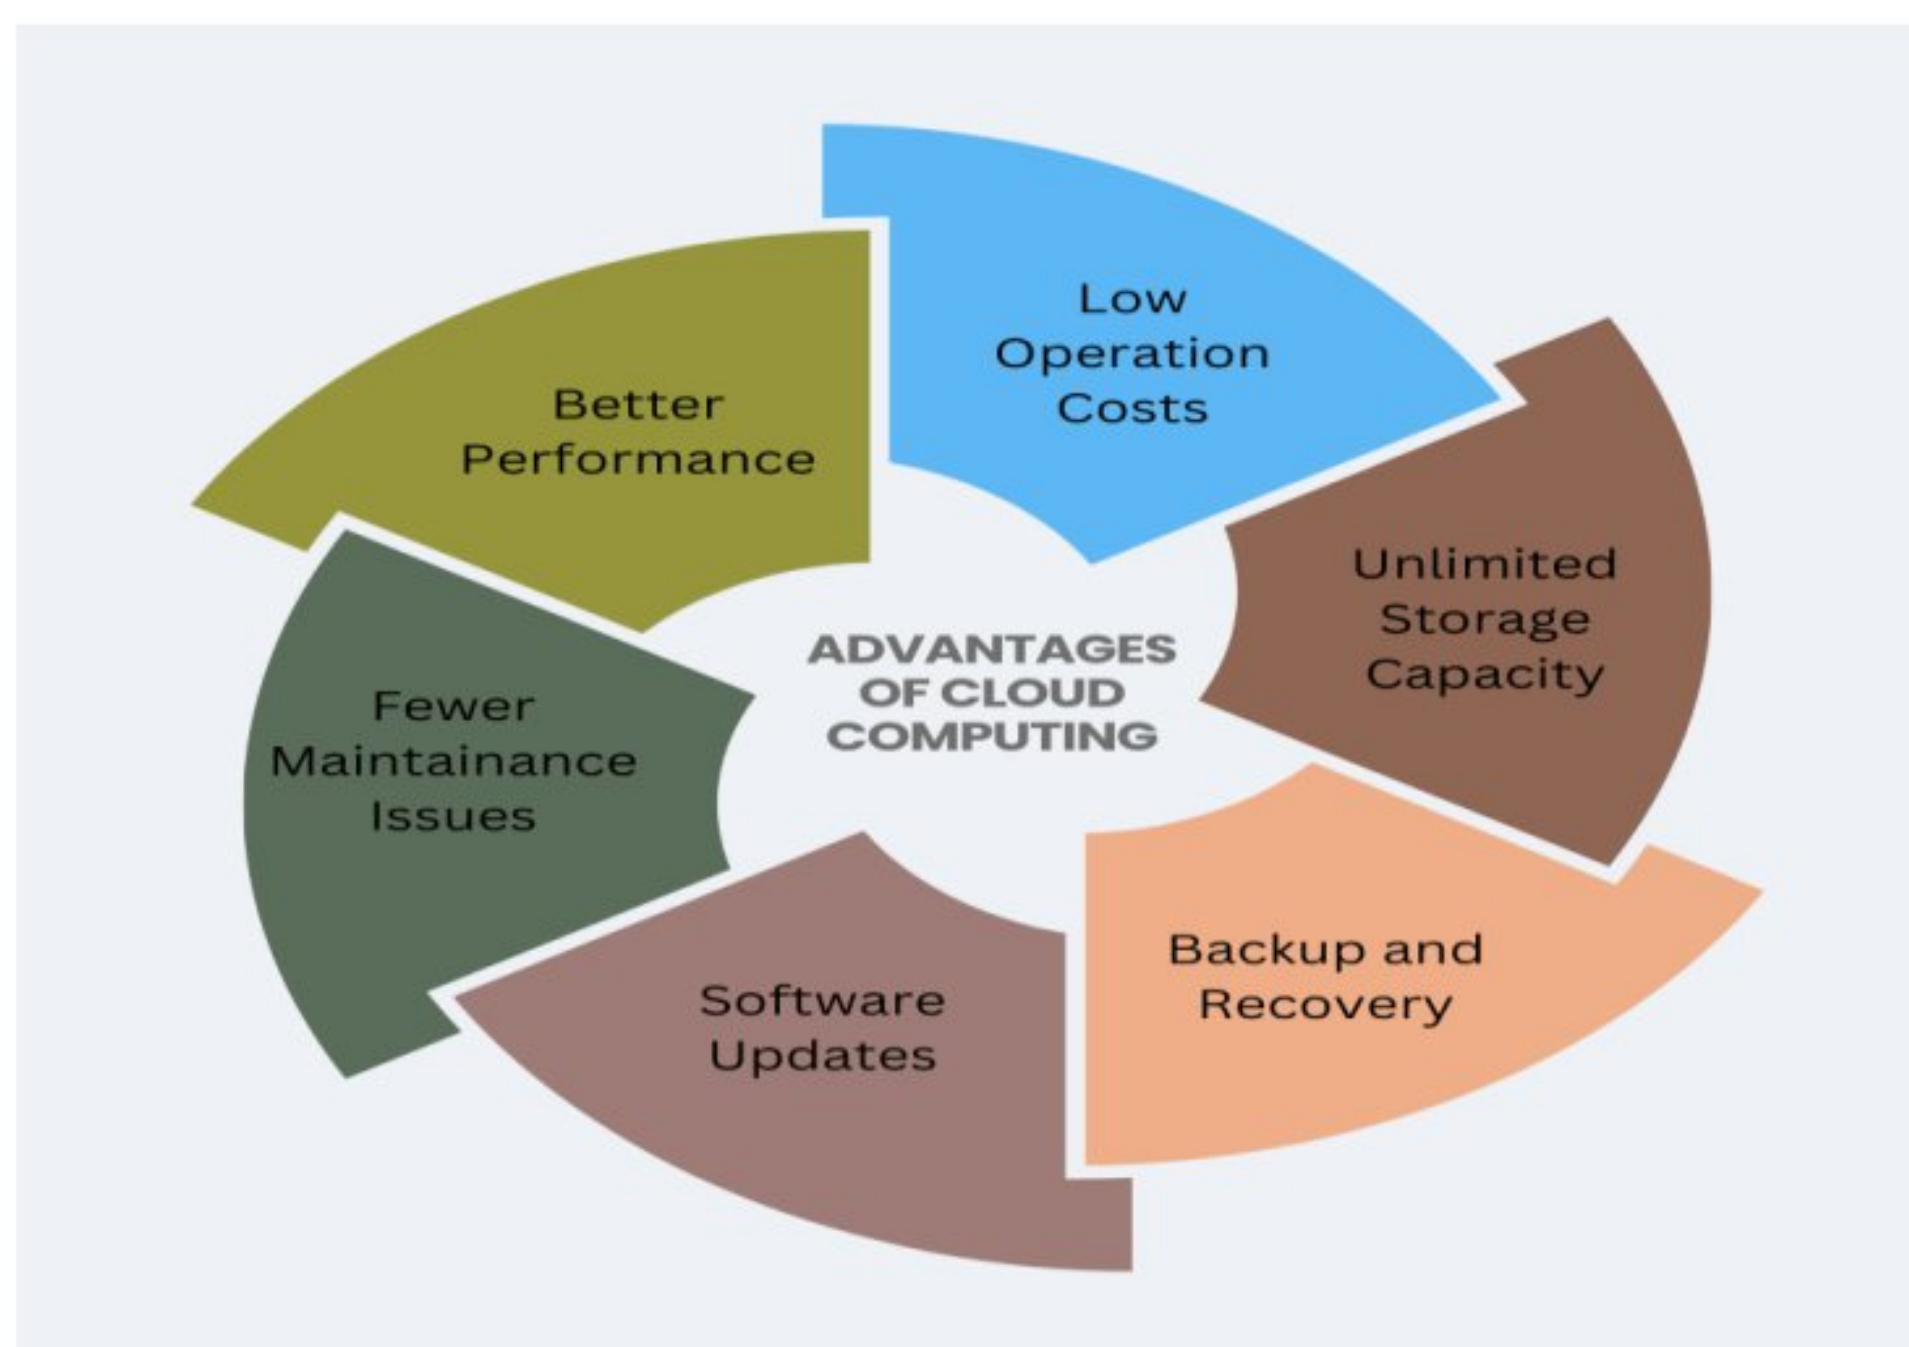 Low
Operation
Costs
Better
Performance
Unlimited
Storage
Capacity
ADVANTAGES
OF CLOUD
COMPUTING
Fewer
Maintainance
Issues
Backup and
Recovery
Software
Updates